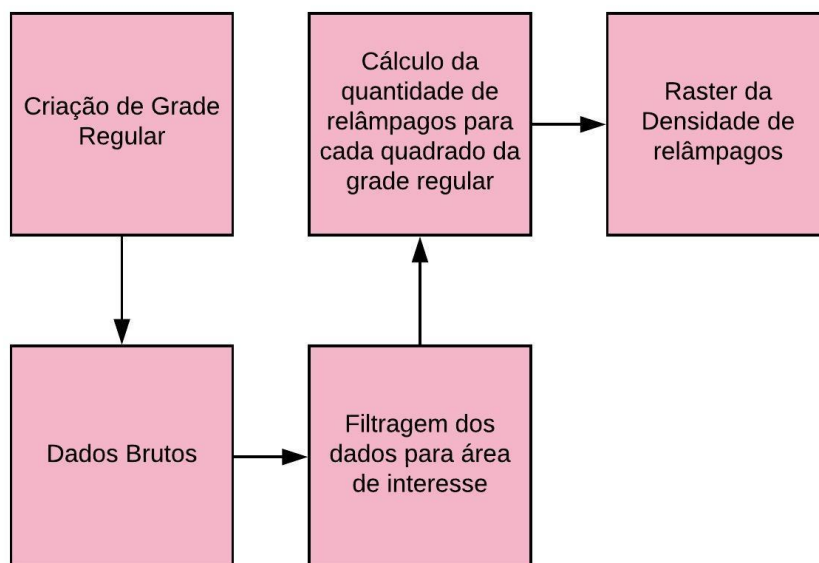 Criação de Grade
Regular
Dados Brutos
Filtragem dos
dados para área
de interesse
Cálculo da
quantidade de
relâmpagos para
cada quadrado da
grade regular
Raster da
Densidade de
relâmpagos